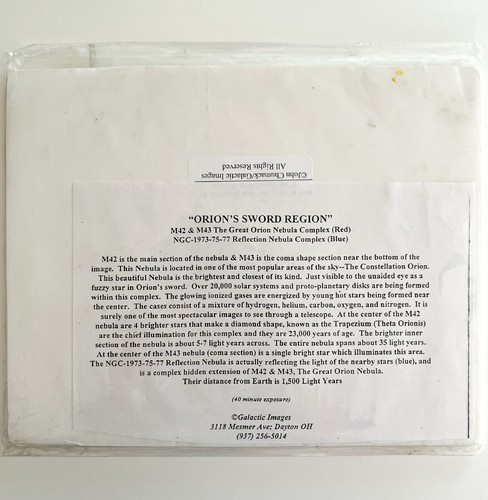 ©John Chumack/Galactic Images
All Rights Reserved
"ORION'S SWORD REGION"
M42 & M43 The Great Orion Nebula Complex (Red)
NGC-1973-75-77 Reflection Nebula Complex (Blue)
M42 is the main section of the nebula & M43 is the coma shape section near the bottom of the
image. This Nebula is located in one of the most popular areas of the sky--The Constellation Orion.
This beautiful Nebula is the brightest and closest of its kind. Just visible to the unaided eye as a
fuzzy star in Orion's sword. Over 20,000 solar systems and proto-planetary disks are being formed
within this complex. The glowing ionized gases are energized by young hot stars being formed near
the center. The cases consist of a mixture of hydrogen, helium, carbon, oxygen, and nitrogen. It is
surely one of the most spectacular images to see through a telescope. At the center of the M42
nebula are 4 brighter stars that make a diamond shape, known as the Trapezium (Theta Orionis)
are the chief illumination for this complex and they are 23,000 years of age. The brighter inner
section of the nebula is about 5-7 light years across. The entire nebula spans about 35 light years.
At the center of the M43 nebula (coma section) is a single bright star which illuminates this area.
The NGC-1973-75-77 Reflection Nebula is actually reflecting the light of the nearby stars (blue), and
is a complex hidden extension of M42 & M43, The Great Orion Nebula.
Their distance from Earth is 1,500 Light Years
(40 minute exposure)
©Galactic Images
3118 Mesmer Ave; Dayton OH
(937) 256-5014